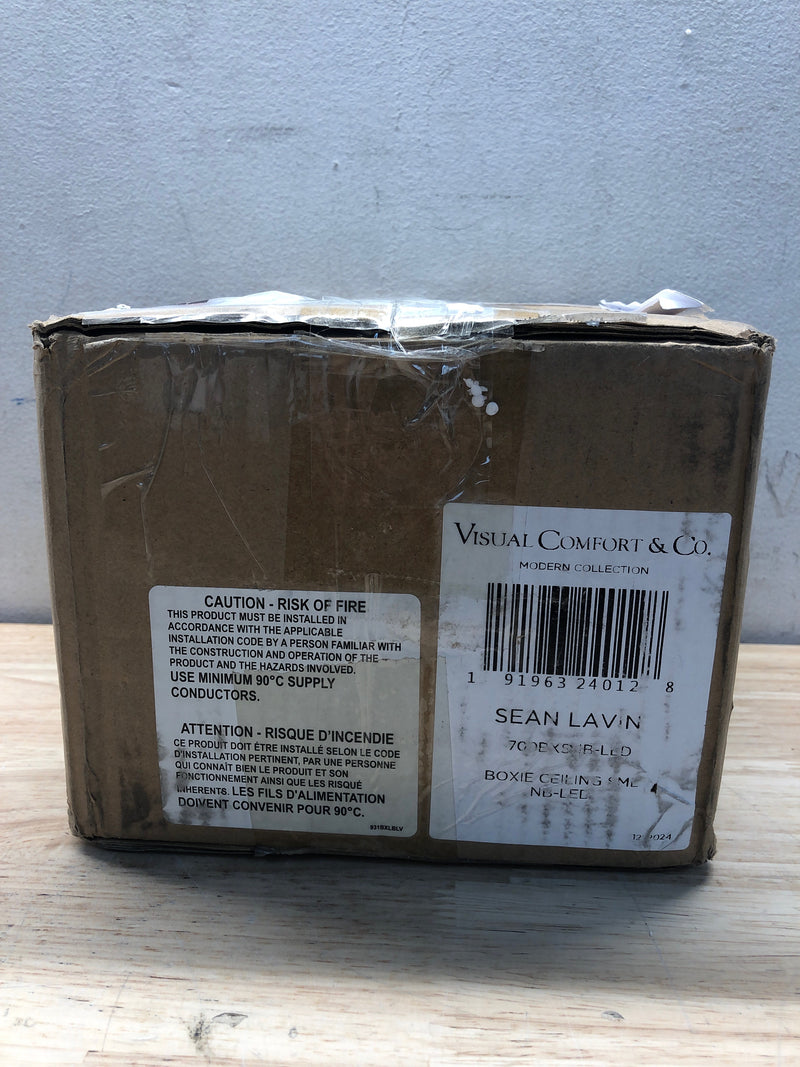 CAUTION - RISK OF FIRE
THIS PRODUCT MUST BE INSTALLED IN
ACCORDANCE WITH THE APPLICABLE
INSTALLATION CODE BY A PERSON FAMILIAR WITH
THE CONSTRUCTION AND OPERATION OF THE
PRODUCT AND THE HAZARDS INVOLVED.
USE MINIMUM 90°C SUPPLY
CONDUCTORS.
ATTENTION - RISQUE D'INCENDIE
CE PRODUIT DOIT ÊTRE INSTALLÉ SELON LE CODE
D'INSTALLATION PERTINENT, PAR UNE PERSONNE
QUI CONNAÎT BIEN LE PRODUIT ET SON
FONCTIONNEMENT AINSI QUE LES RISQUÉ
INHERENTS. LES FILS D'ALIMENTATION
DOIVENT CONVENIR POUR 90°C.
931BXLBLV
VISUAL COMFORT & CO.
MODERN COLLECTION
1 91963 24012 8
SEAN LAVIN
BOXIE CEILING
NB-LED